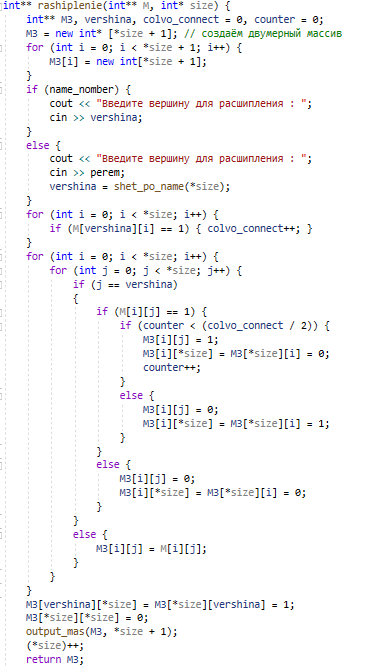 int** rashiplenie(int** M, int* size) {
    int** M3, vershina, colvo_connect = 0, counter = 0;
    M3 = new int* [*size + 1]; // создаём двумерный массив
    for (int i = 0; i < *size + 1; i++) {
        M3[i] = new int[*size + 1];
    }
    if (name_number) {
        cout << "Введите вершину для расшипления : ";
        cin >> vershina;
    }
    else {
        cout << "Введите вершину для расшипления : ";
        cin >> perem;
        vershina = shet_po_name(*size);
    }
    for (int i = 0; i < *size; i++) {
        if (M[vershina][i] == 1) { colvo_connect++; }
    }
    for (int i = 0; i < *size; i++) {
        for (int j = 0; j < *size; j++) {
            if (j == vershina)
            {
                if (M[i][j] == 1) {
                    if (counter < (colvo_connect / 2)) {
                        M3[i][j] = 1;
                        M3[i][*size] = M3[*size][i] = 0;
                        counter++;
                    }
                    else {
                        M3[i][j] = 0;
                        M3[i][*size] = M3[*size][i] = 1;
                    }
                }
                else {
                    M3[i][j] = 0;
                    M3[i][*size] = M3[*size][i] = 0;
                }
            }
            else {
                M3[i][j] = M[i][j];
            }
        }
    }
    M3[vershina][*size] = M3[*size][vershina] = 1;
    M3[*size][*size] = 0;
    output_mas(M3, *size + 1);
    (*size)++;
    return M3;